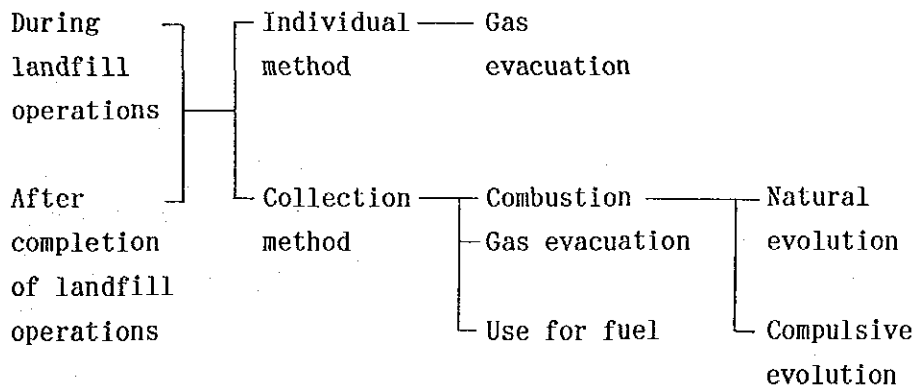 During Individual Gas
landfill method evacuation
operations
After Collection Combustion Natural
completion method Gas evacuation evolution
of landfill
operations Use for fuel Compulsive
evolution